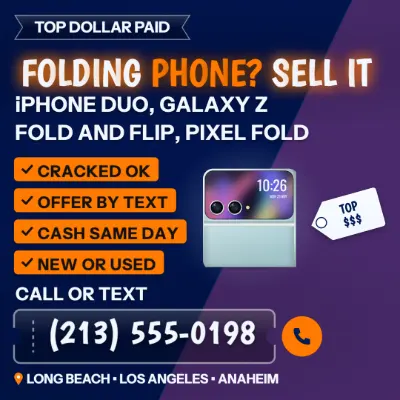 TOP DOLLAR PAID
FOLDING PHONE? SELL IT
iPHONE DUO, GALAXY Z
FOLD AND FLIP, PIXEL FOLD
✓ CRACKED OK
✓ OFFER BY TEXT
✓ CASH SAME DAY
✓ NEW OR USED
10:26
TOP
$$$
CALL OR TEXT
(213) 555-0198
LONG BEACH • LOS ANGELES • ANAHEIM